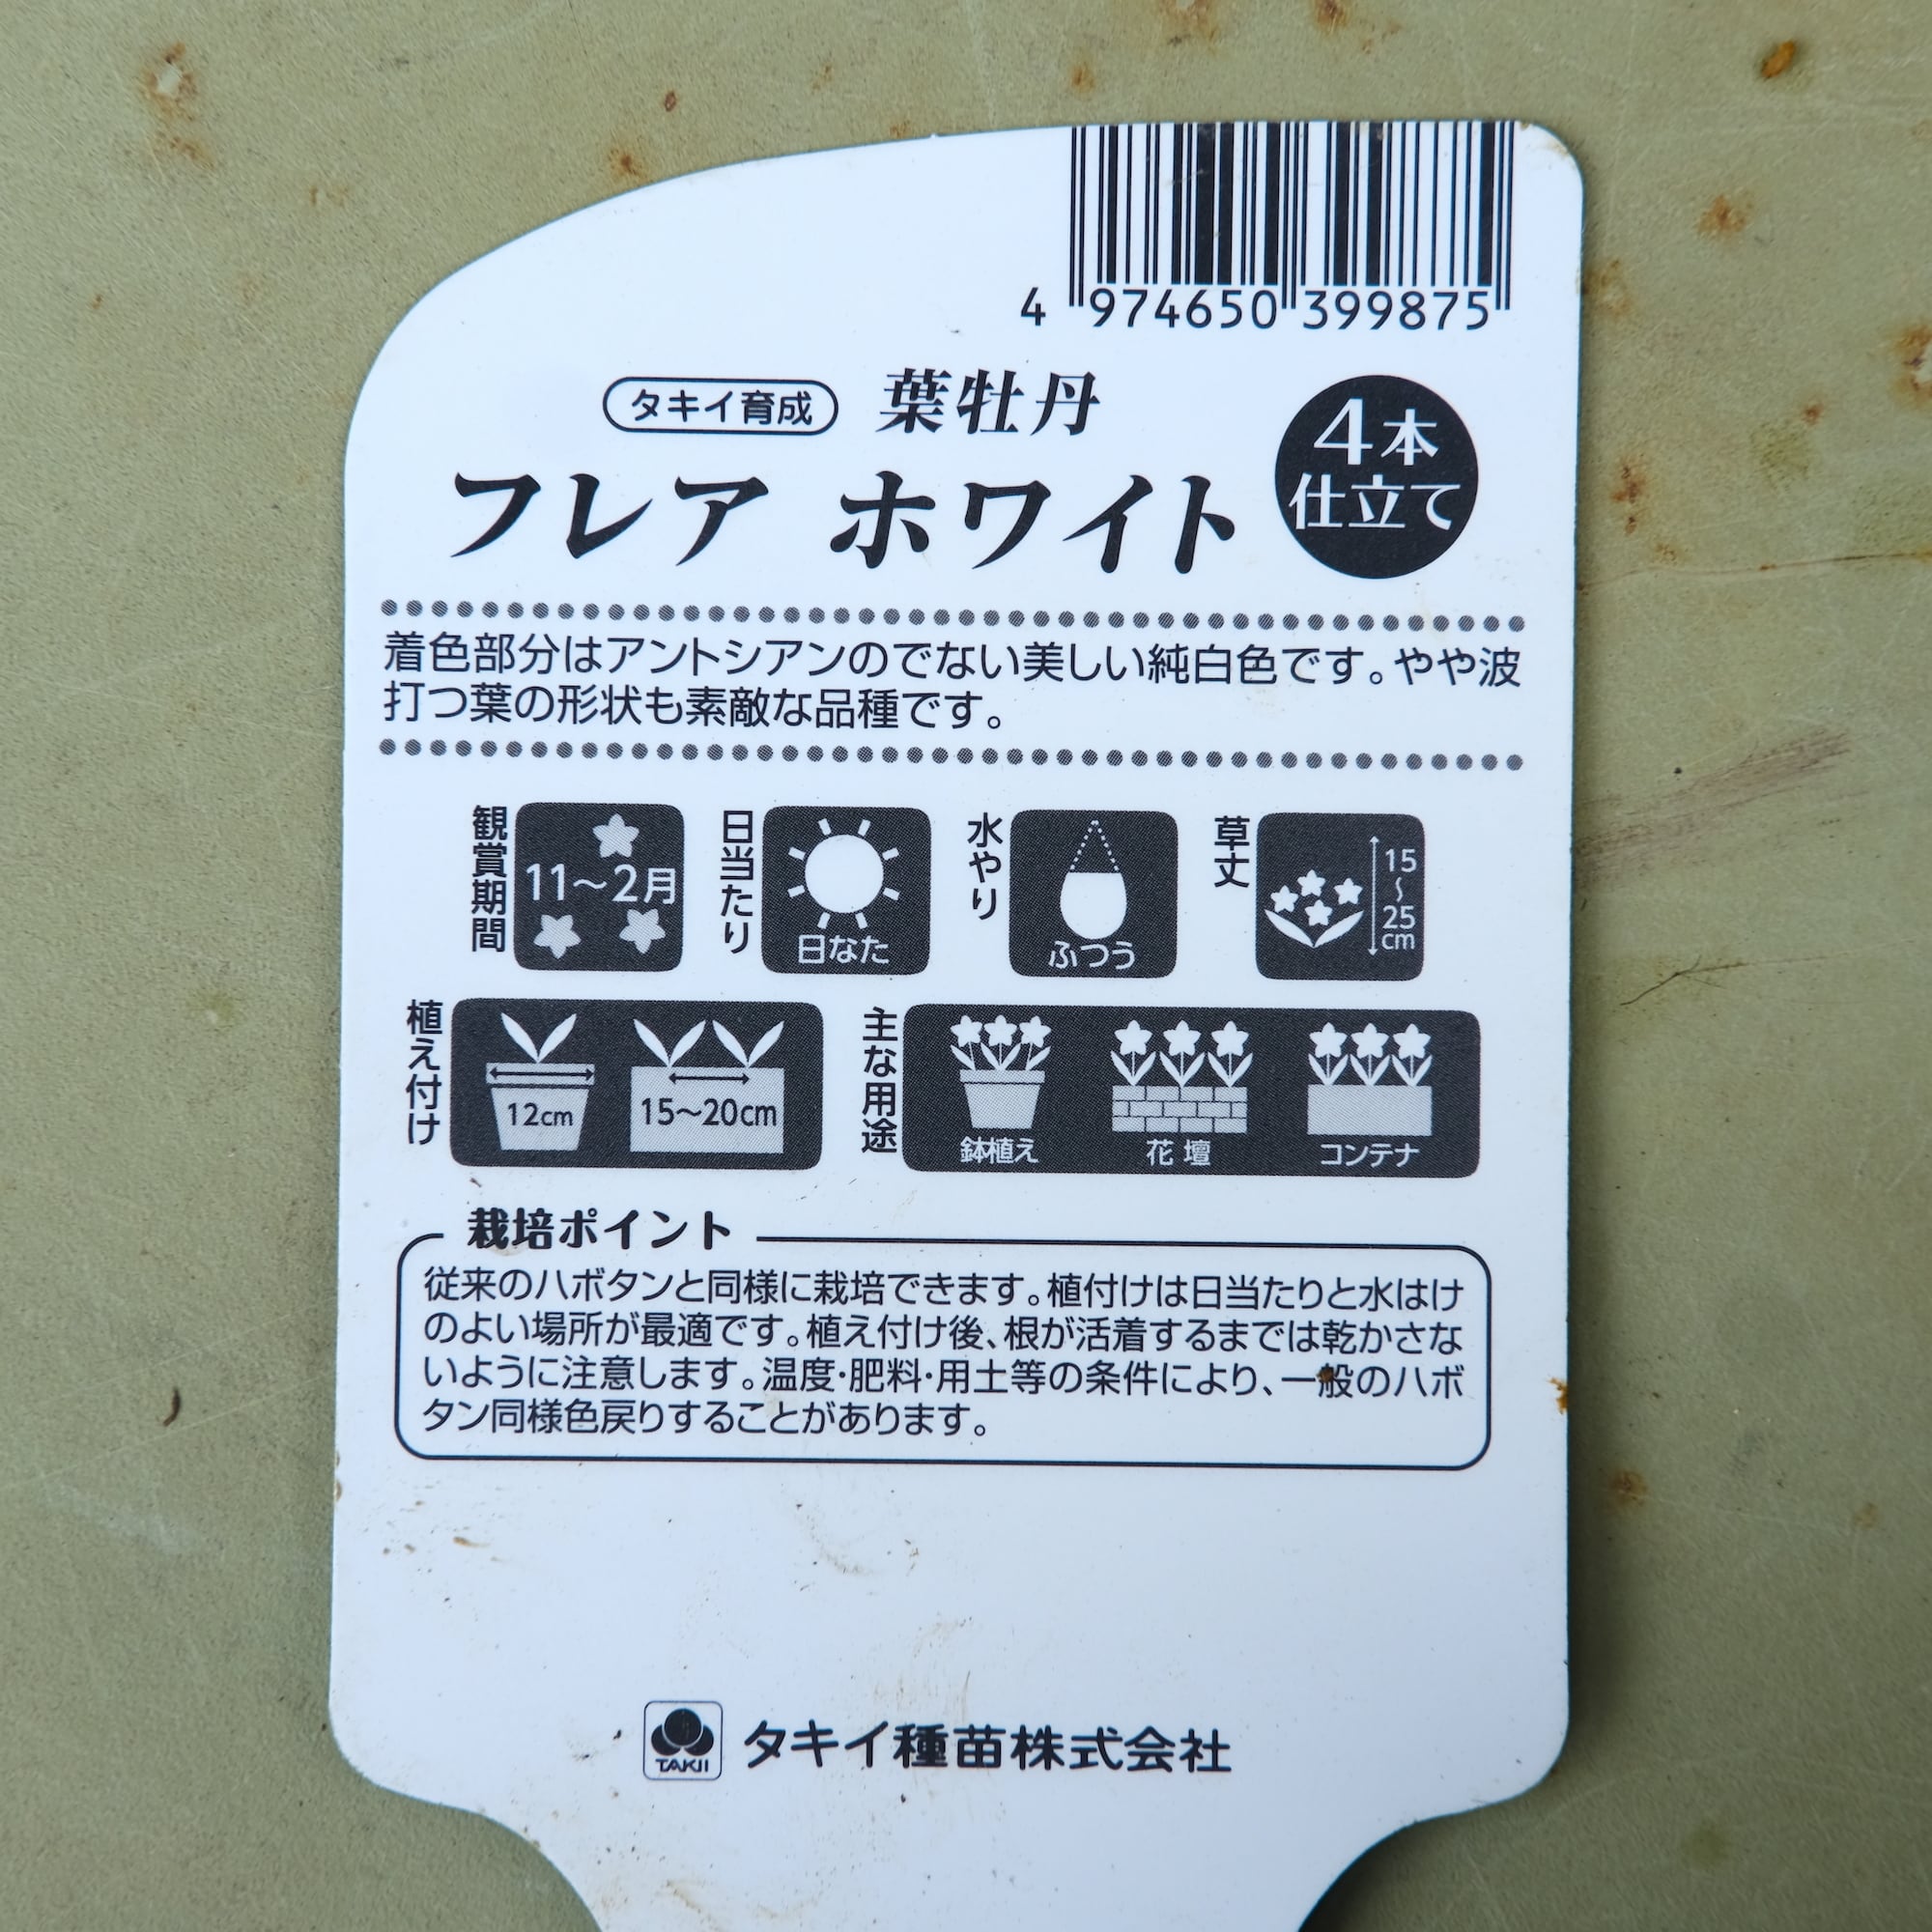 4 974650 399875
タキイ育成 葉牡丹
フレア ホワイト
4本
仕立て
着色部分はアントシアンのでない美しい純白色です。やや波
打つ葉の形状も素敵な品種です。
観賞期間
11〜2月
日当たり
日なた
水やり
ふつう
草丈
15
〜
25
cm
植え付け
12cm
15〜20cm
主な用途
鉢植え
花壇
コンテナ
栽培ポイント
従来のハボタンと同様に栽培できます。植付けは日当たりと水はけ
のよい場所が最適です。植え付け後、根が活着するまでは乾かさな
いように注意します。温度・肥料・用土等の条件により、一般のハボ
タン同様色戻りすることがあります。
TAKII
タキイ種苗株式会社